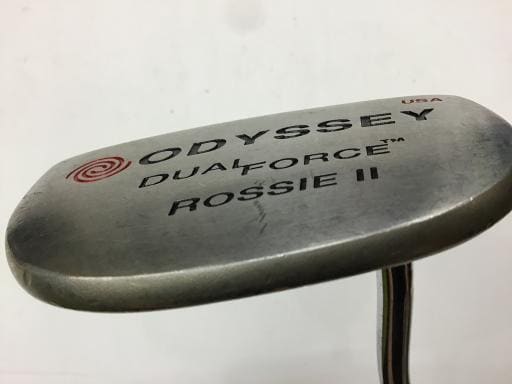 USA
ODYSSEY
DUAL FORCE™
ROSSIE II